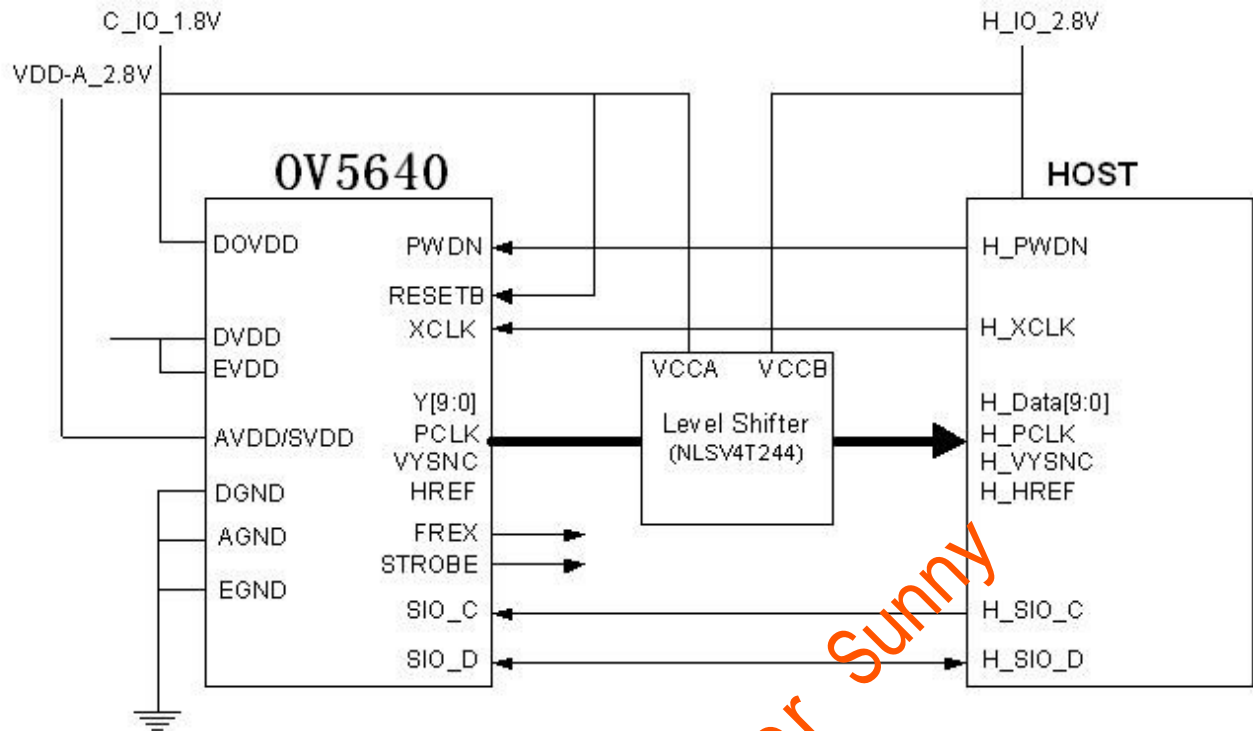 C_IO_1.8V
H_IO_2.8V
VDD-A_2.8V
OV5640
HOST
DOVDD
PWDN
H_PWDN
RESETB
DVDD
XCLK
H_XCLK
EVDD
VCCA VCCB
Y[9:0]
H_Data[9:0]
AVDD/SVDD
PCLK
Level Shifter
(NLSV4T244)
H_PCLK
VYSNC
H_VYSNC
DGND
HREF
H_HREF
AGND
FREX
STROBE
EGND
SIO_C
H_SIO_C
SIO_D
H_SIO_D
or Sunny